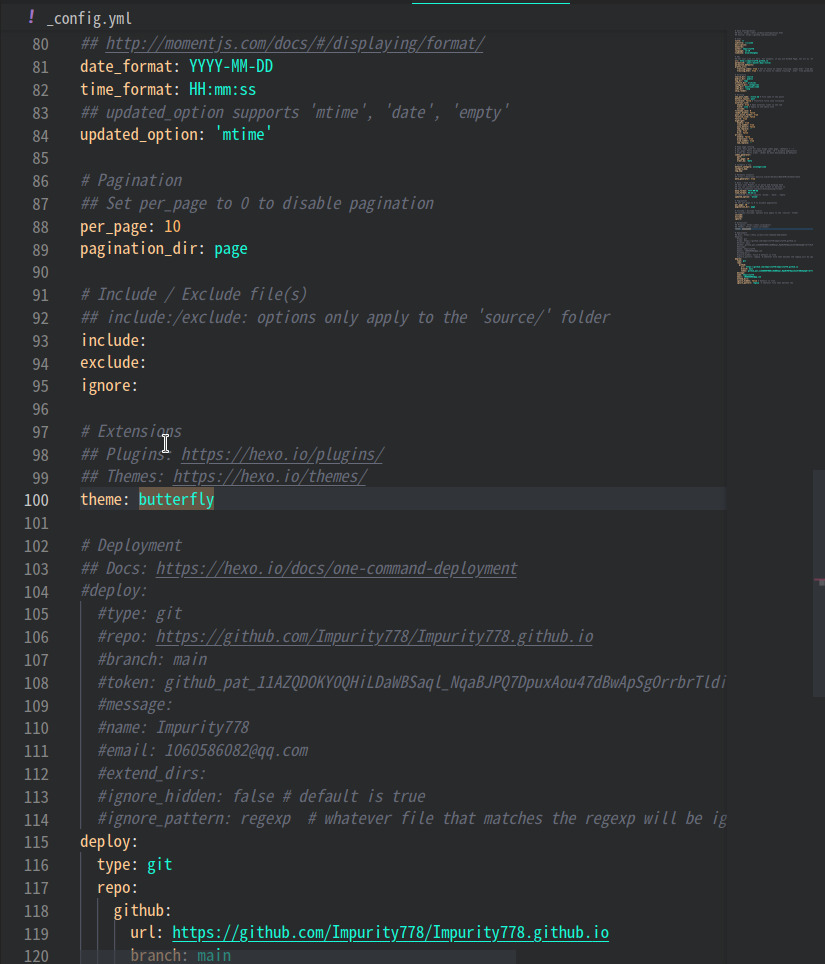 ! _config.yml
80 ## http://momentjs.com/docs/#/displaying/format/
81 date_format: YYYY-MM-DD
82 time_format: HH:mm:ss
83 ## updated_option supports 'mtime', 'date', 'empty'
84 updated_option: 'mtime'
85
86 # Pagination
87 ## Set per_page to 0 to disable pagination
88 per_page: 10
89 pagination_dir: page
90
91 # Include / Exclude file(s)
92 ## include:/exclude: options only apply to the 'source/' folder
93 include:
94 exclude:
95 ignore:
96
97 # Extensions
98 ## Plugins: https://hexo.io/plugins/
99 ## Themes: https://hexo.io/themes/
100 theme: butterfly
101
102 # Deployment
103 ## Docs: https://hexo.io/docs/one-command-deployment
104 #deploy:
105 #type: git
106 #repo: https://github.com/Impurity778/Impurity778.github.io
107 #branch: main
108 #token:
109 #message:
110 #name: Impurity778
111 #email: 1060586082@qq.com
112 #extend_dirs:
113 #ignore_hidden: false # default is true
114 #ignore_pattern: regexp # whatever file that matches the regexp will be ig
115 deploy:
116 type: git
117 repo:
118 github:
119 url: https://github.com/Impurity778/Impurity778.github.io
120 branch: main